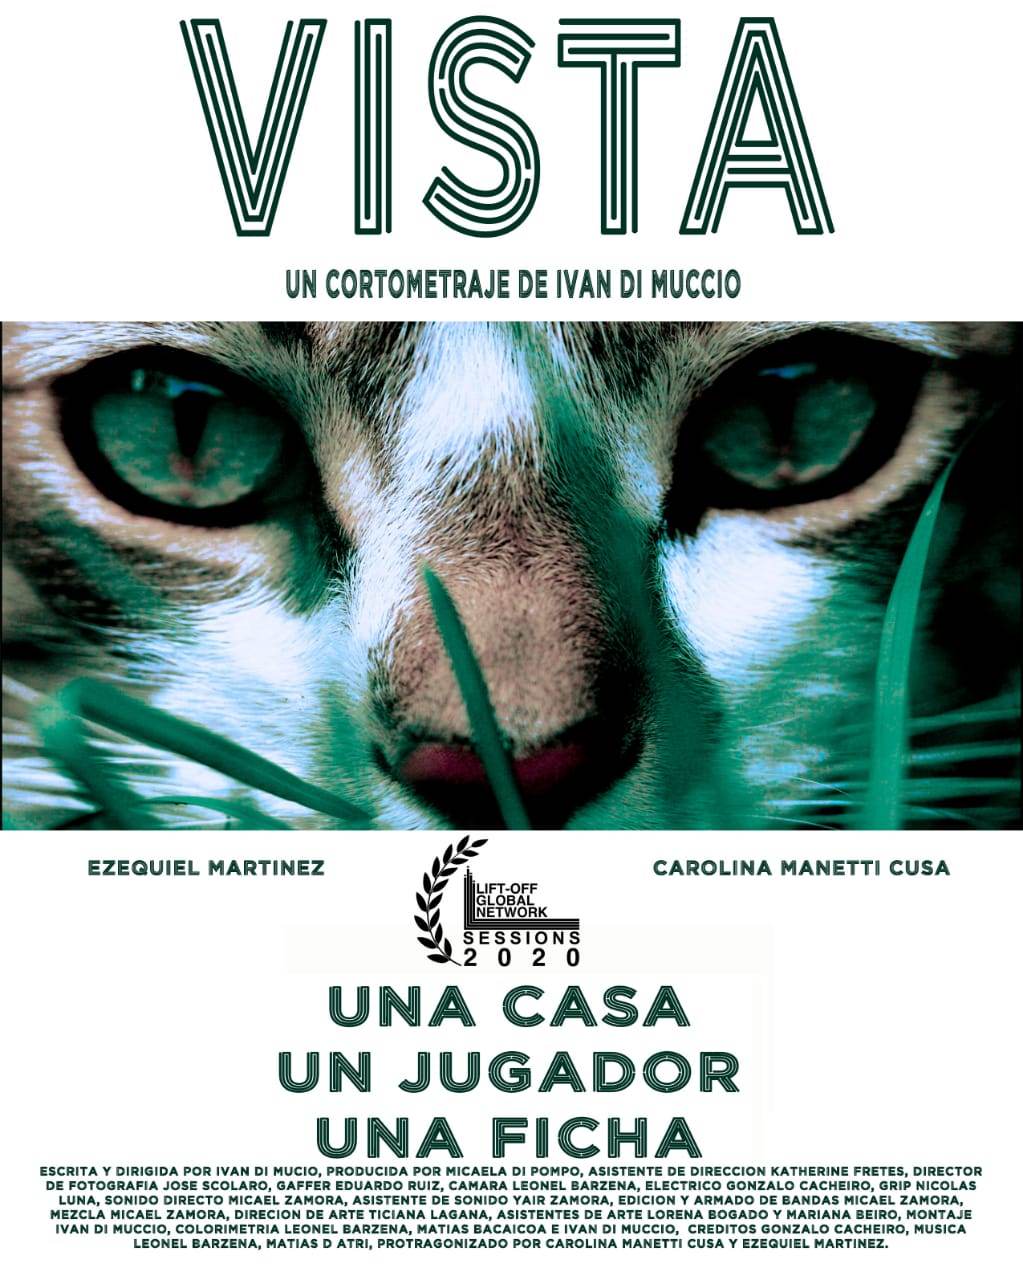 VISTA
UN CORTOMETRAJE DE IVAN DI MUCCIO
EZEQUIEL MARTINEZ
CAROLINA MANETTI CUSA
LIFT-OFF
GLOBAL
NETWORK
SESSIONS
2020
UNA CASA
UN JUGADOR
UNA FICHA
ESCRITA Y DIRIGIDA POR IVAN DI MUCIO, PRODUCIDA POR MICAELA DI POMPO, ASISTENTE DE DIRECCION KATHERINE FRETES, DIRECTOR
DE FOTOGRAFIA JOSE SCOLARO, GAFFER EDUARDO RUIZ, CAMARA LEONEL BARZENA, ELECTRICO GONZALO CACHEIRO, GRIP NICOLAS
LUNA, SONIDO DIRECTO MICAEL ZAMORA, ASISTENTE DE SONIDO YAIR ZAMORA, EDICION Y ARMADO DE BANDAS MICAEL ZAMORA,
MEZCLA MICAEL ZAMORA, DIRECION DE ARTE TICIANA LAGANA, ASISTENTES DE ARTE LORENA BOGADO Y MARIANA BEIRO, MONTAJE
IVAN DI MUCCIO, COLORIMETRIA LEONEL BARZENA, MATIAS BACAICOA E IVAN DI MUCCIO, CREDITOS GONZALO CACHEIRO, MUSICA
LEONEL BARZENA, MATIAS D ATRI, PROTRAGONIZADO POR CAROLINA MANETTI CUSA Y EZEQUIEL MARTINEZ.